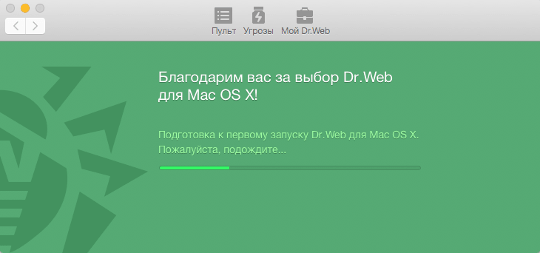 Пульт Угрозы Мой Dr.Web
Благодарим вас за выбор Dr.Web
для Mac OS X!
Подготовка к первому запуску Dr.Web для Mac OS X.
Пожалуйста, подождите...